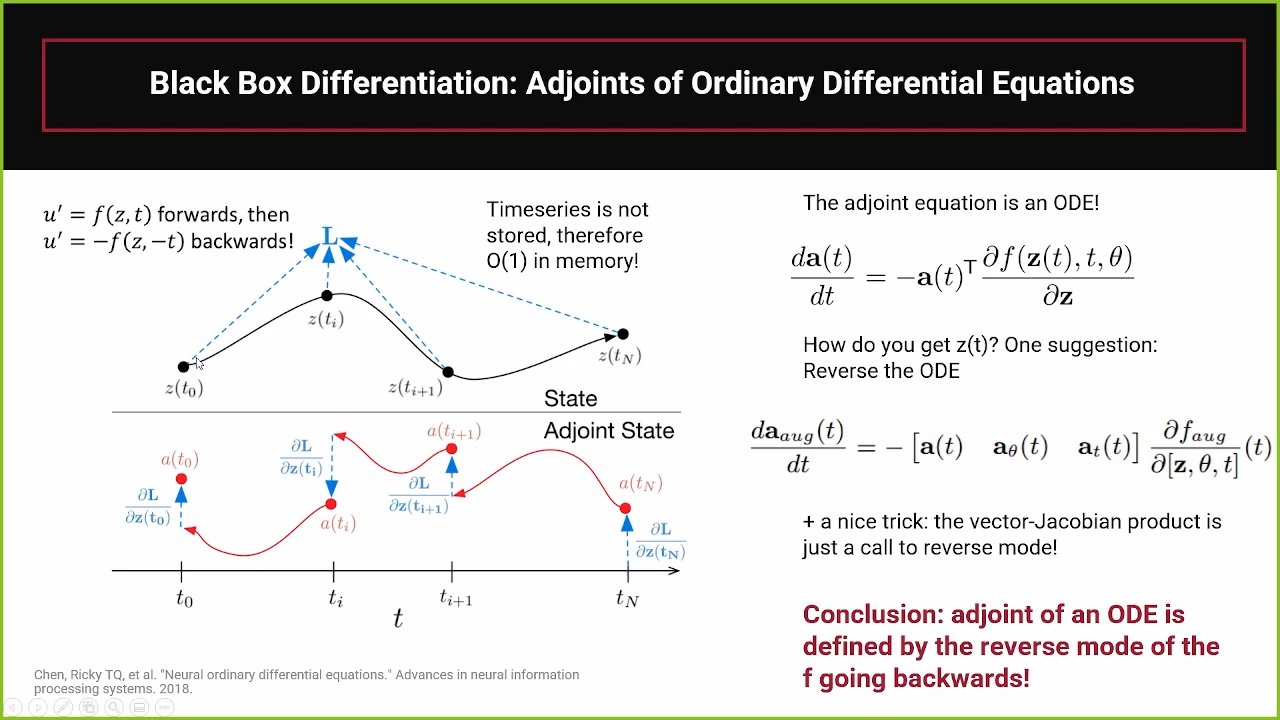 Black Box Differentiation: Adjoints of Ordinary Differential Equations
u′ = f(z, t) forwards, then
u′ = −f(z, −t) backwards!
Timeseries is not
stored, therefore
O(1) in memory!
L
z(t_i)
z(t_N)
z(t_0)
z(t_{i+1})
State
Adjoint State
a(t_{i+1})
∂L/∂z(t_i)
a(t_0)
∂L/∂z(t_{i+1})
a(t_N)
∂L/∂z(t_0)
a(t_i)
∂L/∂z(t_N)
t_0 t_i t_{i+1} t_N
t
The adjoint equation is an ODE!
da(t)/dt = −a(t)^T ∂f(z(t), t, θ)/∂z
How do you get z(t)? One suggestion:
Reverse the ODE
da_{aug}(t)/dt = − [a(t) a_θ(t) a_t(t)] ∂f_{aug}/∂[z, θ, t] (t)
+ a nice trick: the vector-Jacobian product is
just a call to reverse mode!
Conclusion: adjoint of an ODE is
defined by the reverse mode of the
f going backwards!
Chen, Ricky TQ, et al. "Neural ordinary differential equations." Advances in neural information
processing systems. 2018.